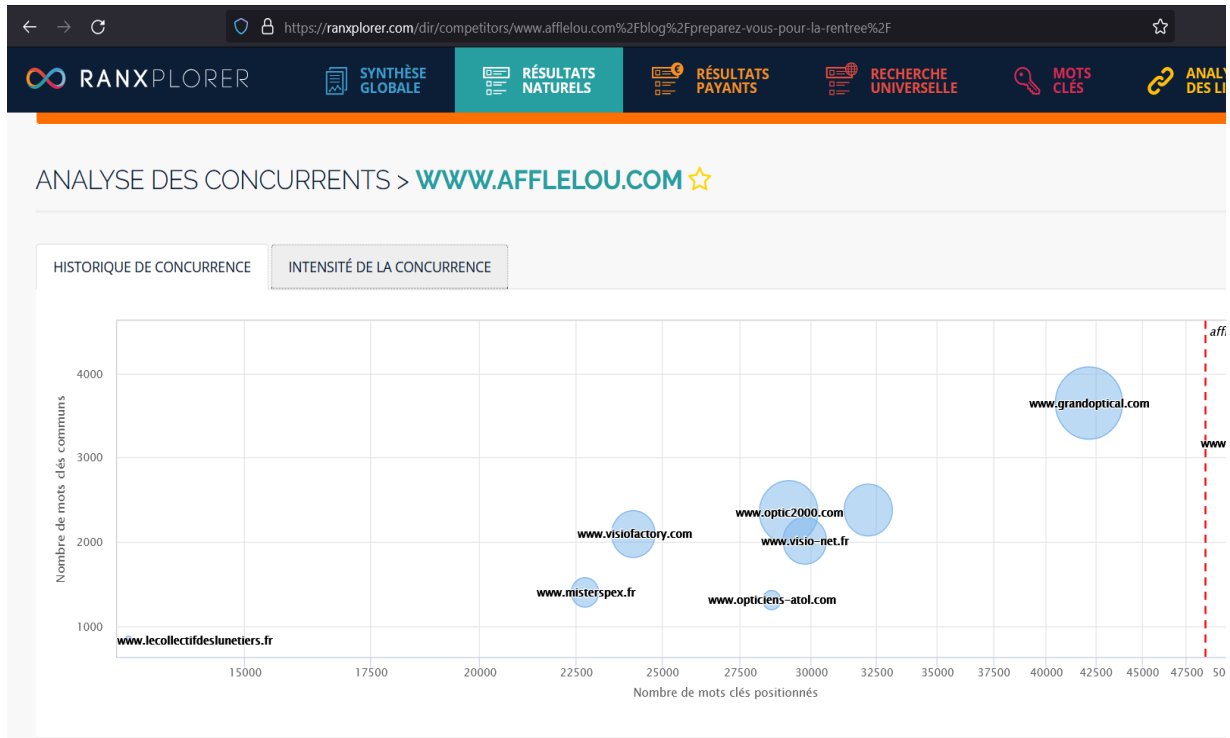 https://ranxplorer.com/dir/competitors/www.afflelou.com%2Fblog%2Fpreparez-vous-pour-la-rentree%2F
RANXPLORER
SYNTHÈSE GLOBALE
RÉSULTATS NATURELS
RÉSULTATS PAYANTS
RECHERCHE UNIVERSELLE
MOTS CLÉS
ANALYSE DES CONCURRENTS > WWW.AFFLELOU.COM
HISTORIQUE DE CONCURRENCE
INTENSITÉ DE LA CONCURRENCE
4000
3000
2000
1000
Nombre de mots clés communs
www.grandoptical.com
www.
www.optic2000.com
www.visiofactory.com
www.visio-net.fr
www.misterspex.fr
www.opticiens-atol.com
www.lecollectifdeslunetiers.fr
15000 17500 20000 22500 25000 27500 30000 32500 35000 37500 40000 42500 45000 47500
Nombre de mots clés positionnés